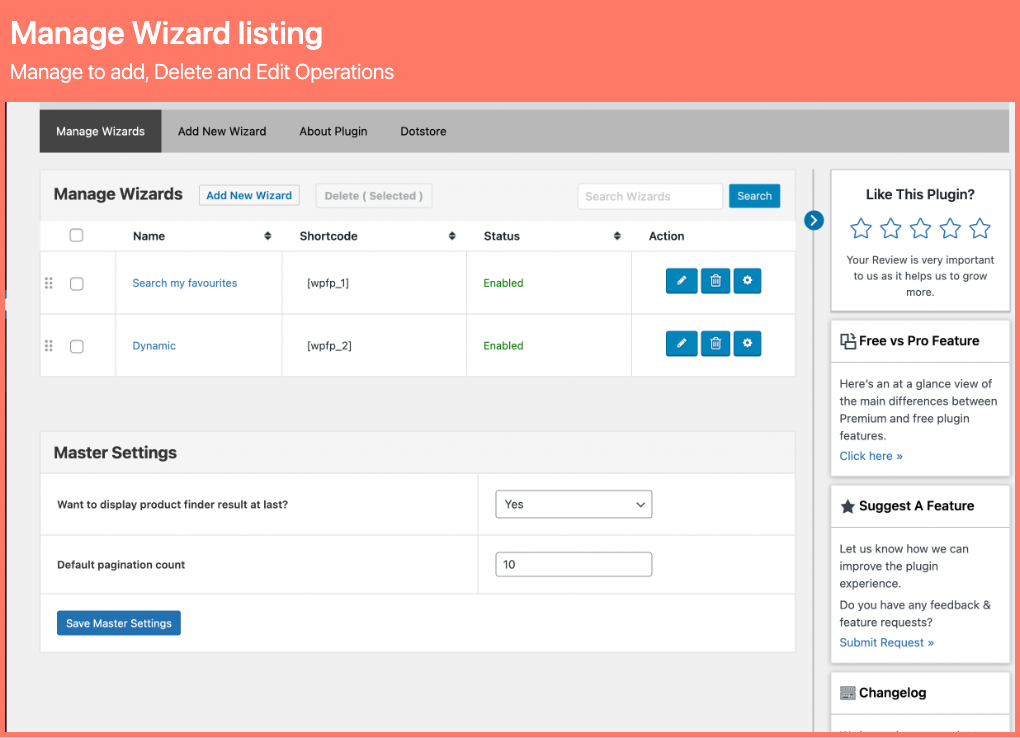 Manage Wizard listing
Manage to add, Delete and Edit Operations
Manage Wizards
Add New Wizard
About Plugin
Dotstore
Manage Wizards
Add New Wizard
Delete ( Selected )
Search Wizards
Search
Name
Shortcode
Status
Action
Search my favourites
[wpfp_1]
Enabled
Dynamic
[wpfp_2]
Enabled
Master Settings
Want to display product finder result at last?
Yes
Default pagination count
10
Save Master Settings
Like This Plugin?
Your Review is very important
to us as it helps us to grow
more.
Free vs Pro Feature
Here's an at a glance view of
the main differences between
Premium and free plugin
features.
Click here »
Suggest A Feature
Let us know how we can
improve the plugin
experience.
Do you have any feedback &
feature requests?
Submit Request »
Changelog